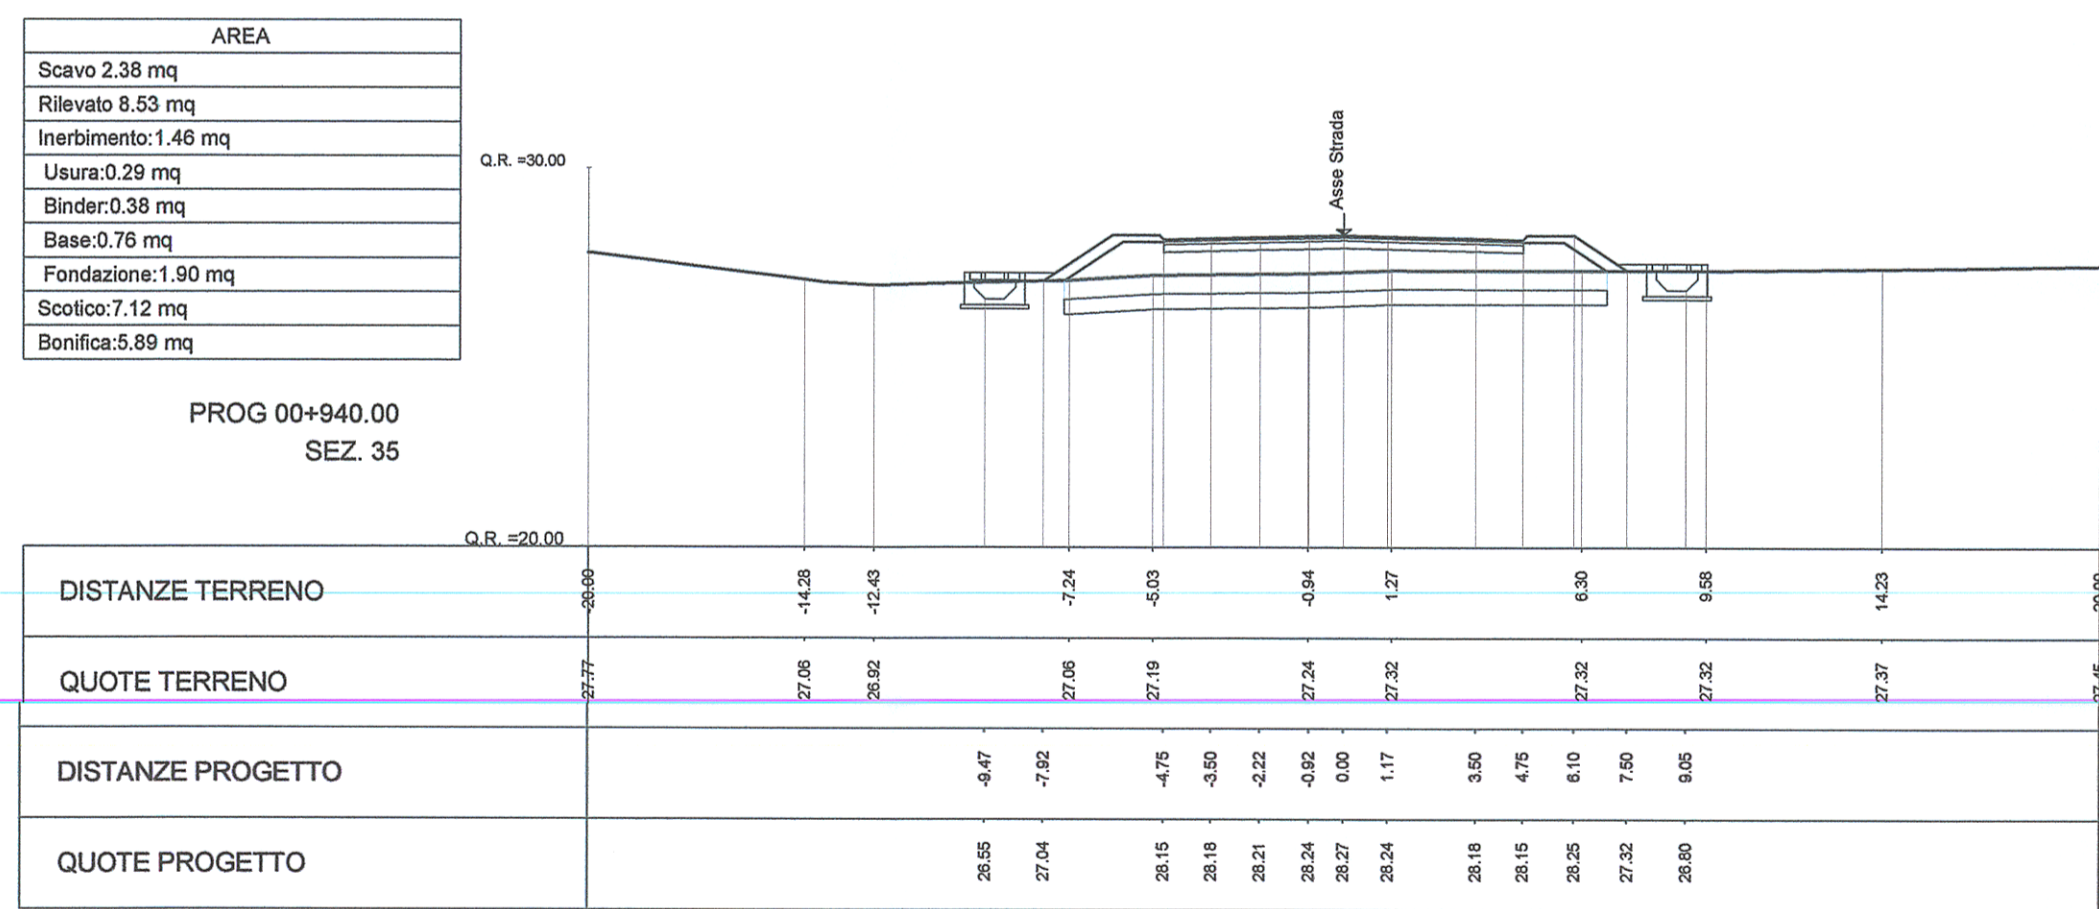 AREA
Scavo 2.38 mq
Rilevato 8.53 mq
Inerbimento:1.46 mq
Usura:0.29 mq
Binder:0.38 mq
Base:0.76 mq
Fondazione:1.90 mq
Scotico:7.12 mq
Bonifica:5.89 mq
PROG 00+940.00
SEZ. 35
Q.R. =30.00
Asse Strada
Q.R. =20.00
DISTANZE TERRENO -20.00 -14.28 -12.43 -7.24 -5.03 -0.94 1.27 6.30 9.58 14.23
QUOTE TERRENO 27.77 27.06 26.92 27.06 27.19 27.24 27.32 27.32 27.32 27.37
DISTANZE PROGETTO -9.47 -7.92 -4.75 -3.50 -2.22 -0.92 0.00 1.17 3.50 4.75 6.10 7.50 9.05
QUOTE PROGETTO 26.55 27.04 28.15 28.18 28.21 28.24 28.27 28.24 28.18 28.15 28.25 27.32 26.80